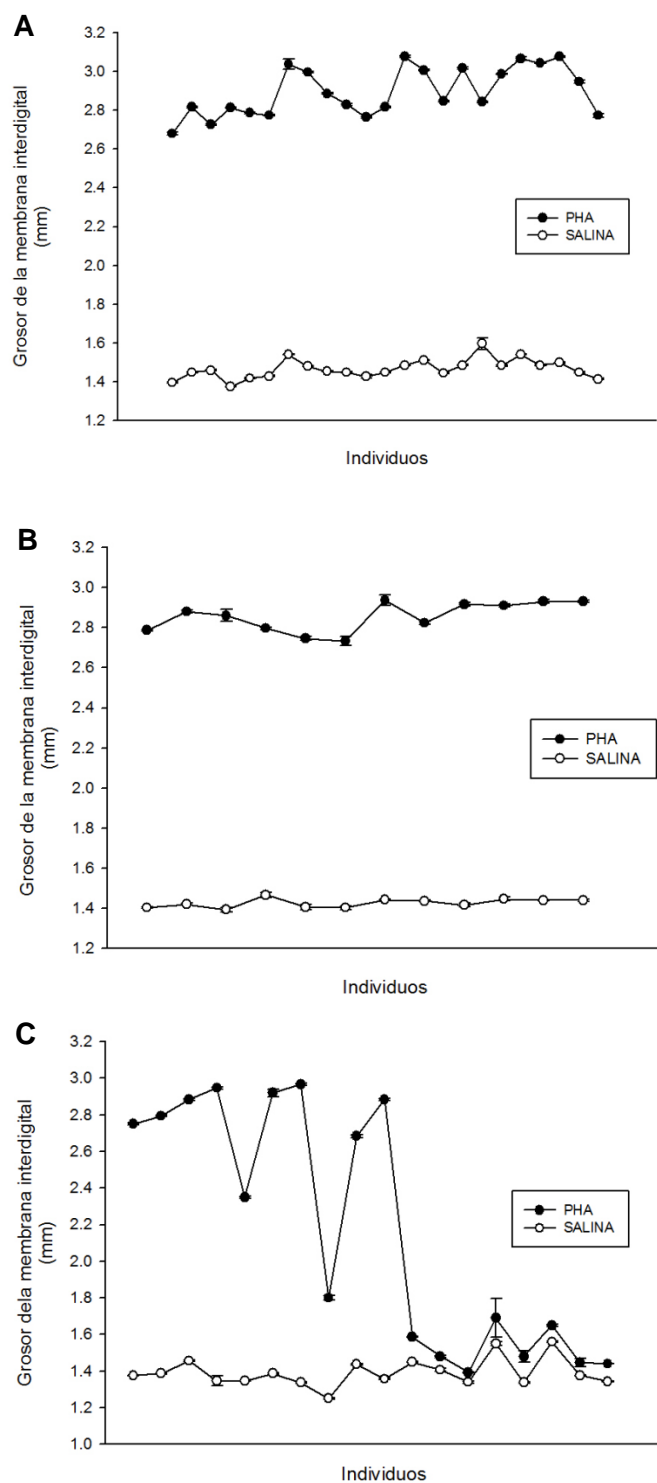 A
Grosor de la membrana interdigital
(mm)
3.2
3.0
2.8
2.6
2.4
2.2
2.0
1.8
1.6
1.4
1.2
PHA
SALINA
Individuos
B
Grosor de la membrana interdigital
(mm)
3.2
3.0
2.8
2.6
2.4
2.2
2.0
1.8
1.6
1.4
1.2
PHA
SALINA
Individuos
C
Grosor dela membrana interdigital
(mm)
3.2
3.0
2.8
2.6
2.4
2.2
2.0
1.8
1.6
1.4
1.2
1.0
PHA
SALINA
Individuos